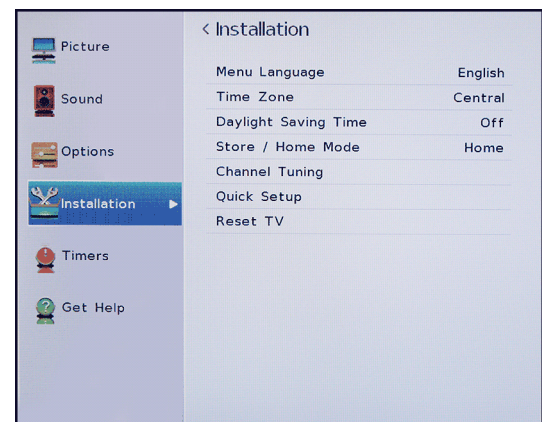 Picture
Sound
Options
Installation
Timers
Get Help
< Installation
Menu Language English
Time Zone Central
Daylight Saving Time Off
Store / Home Mode Home
Channel Tuning
Quick Setup
Reset TV